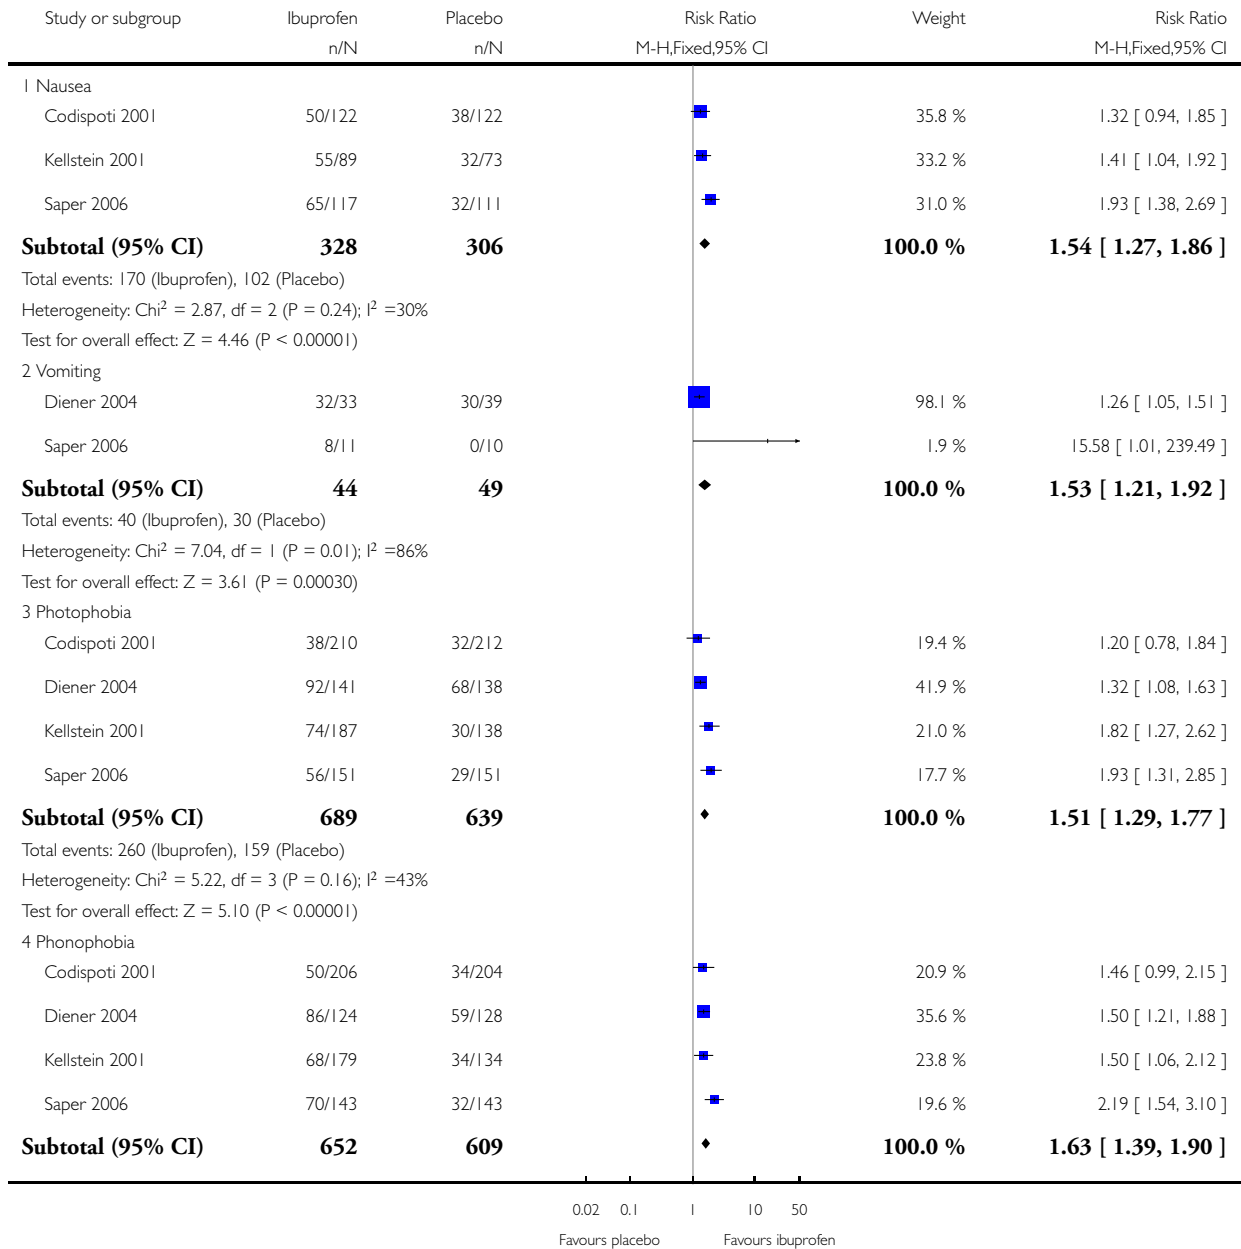 Study or subgroup Ibuprofen Placebo Risk Ratio Weight Risk Ratio
n/N n/N M-H,Fixed,95% CI M-H,Fixed,95% CI
1 Nausea
Codispoti 2001 50/122 38/122 35.8 % 1.32 [ 0.94, 1.85 ]
Kellstein 2001 55/89 32/73 33.2 % 1.41 [ 1.04, 1.92 ]
Saper 2006 65/117 32/111 31.0 % 1.93 [ 1.38, 2.69 ]
Subtotal (95% CI) 328 306 100.0 % 1.54 [ 1.27, 1.86 ]
Total events: 170 (Ibuprofen), 102 (Placebo)
Heterogeneity: Chi² = 2.87, df = 2 (P = 0.24); I² =30%
Test for overall effect: Z = 4.46 (P < 0.00001)
2 Vomiting
Diener 2004 32/33 30/39 98.1 % 1.26 [ 1.05, 1.51 ]
Saper 2006 8/11 0/10 1.9 % 15.58 [ 1.01, 239.49 ]
Subtotal (95% CI) 44 49 100.0 % 1.53 [ 1.21, 1.92 ]
Total events: 40 (Ibuprofen), 30 (Placebo)
Heterogeneity: Chi² = 7.04, df = 1 (P = 0.01); I² =86%
Test for overall effect: Z = 3.61 (P = 0.00030)
3 Photophobia
Codispoti 2001 38/210 32/212 19.4 % 1.20 [ 0.78, 1.84 ]
Diener 2004 92/141 68/138 41.9 % 1.32 [ 1.08, 1.63 ]
Kellstein 2001 74/187 30/138 21.0 % 1.82 [ 1.27, 2.62 ]
Saper 2006 56/151 29/151 17.7 % 1.93 [ 1.31, 2.85 ]
Subtotal (95% CI) 689 639 100.0 % 1.51 [ 1.29, 1.77 ]
Total events: 260 (Ibuprofen), 159 (Placebo)
Heterogeneity: Chi² = 5.22, df = 3 (P = 0.16); I² =43%
Test for overall effect: Z = 5.10 (P < 0.00001)
4 Phonophobia
Codispoti 2001 50/206 34/204 20.9 % 1.46 [ 0.99, 2.15 ]
Diener 2004 86/124 59/128 35.6 % 1.50 [ 1.21, 1.88 ]
Kellstein 2001 68/179 34/134 23.8 % 1.50 [ 1.06, 2.12 ]
Saper 2006 70/143 32/143 19.6 % 2.19 [ 1.54, 3.10 ]
Subtotal (95% CI) 652 609 100.0 % 1.63 [ 1.39, 1.90 ]
0.02 0.1 1 10 50
Favours placebo Favours ibuprofen